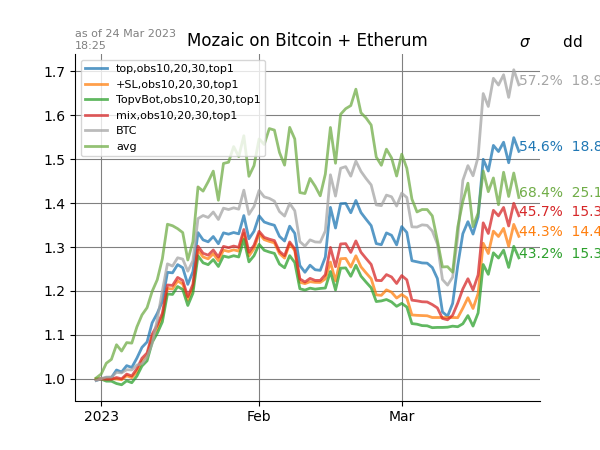 as of 24 Mar 2023
18:25
Mozaic on Bitcoin + Etherum
σ dd
top,obs10,20,30,top1
+SL,obs10,20,30,top1
TopvBot,obs10,20,30,top1
mix,obs10,20,30,top1
BTC
avg
1.7
1.6
1.5
1.4
1.3
1.2
1.1
1.0
57.2% 18.9
54.6% 18.8
68.4% 25.1
45.7% 15.3
44.3% 14.4
43.2% 15.3
2023 Feb Mar